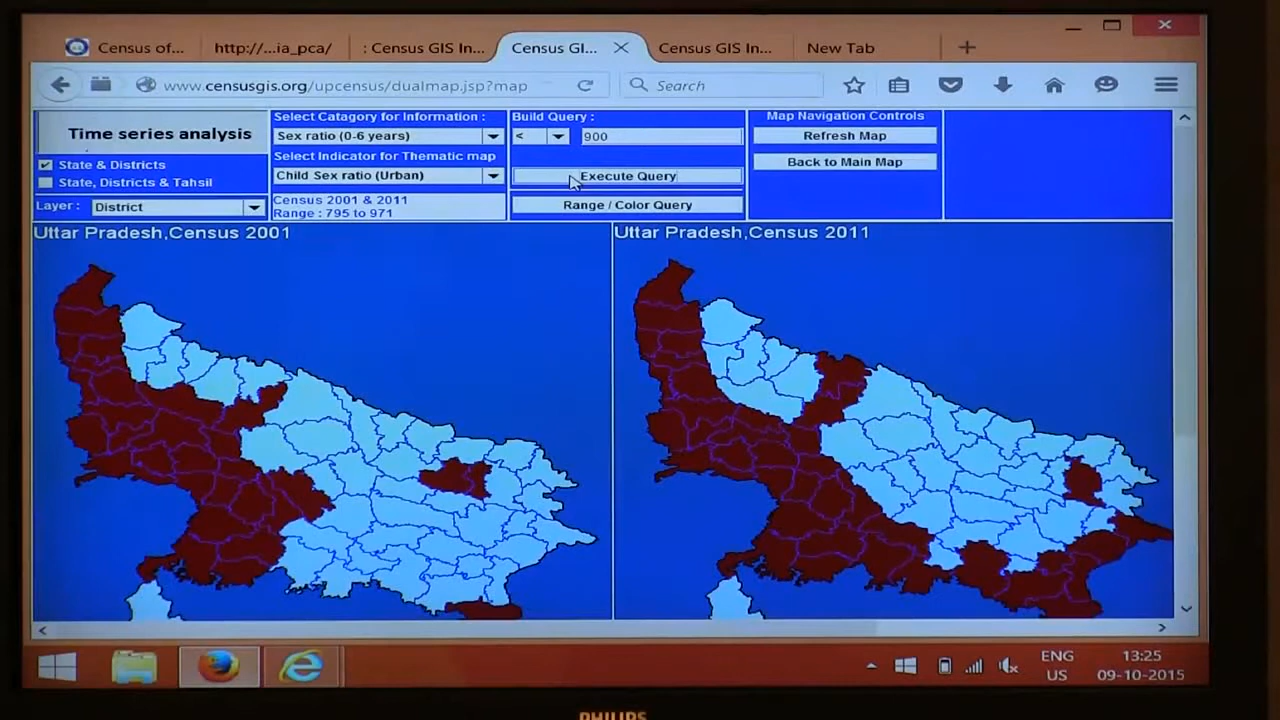 Census of...
http://...ia_pca/
: Census GIS In...
Census GI...
Census GIS In...
New Tab
www.censusgis.org/upcensus/dualmap.jsp?map
Search
Time series analysis
State & Districts
State, Districts & Tahsil
Layer :
District
Select Catagory for Information :
Sex ratio (0-6 years)
Select Indicator for Thematic map
Child Sex ratio (Urban)
Census 2001 & 2011
Range : 795 to 971
Build Query :
<
900
Execute Query
Range / Color Query
Map Navigation Controls
Refresh Map
Back to Main Map
Uttar Pradesh,Census 2001
Uttar Pradesh,Census 2011
ENG
US
13:25
09-10-2015
PHILIPS